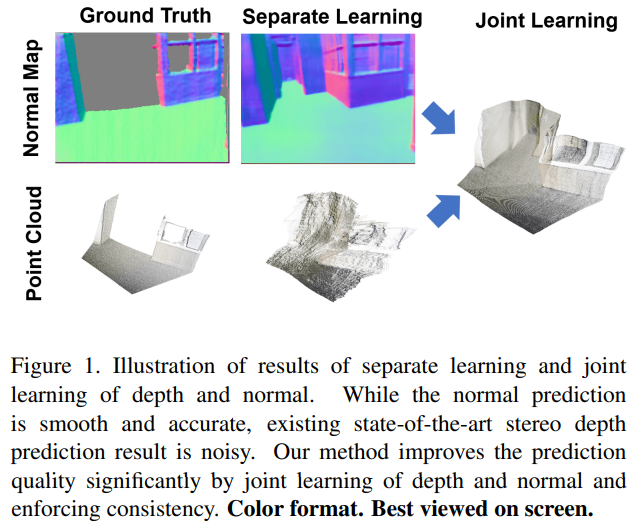 Ground Truth
Separate Learning
Joint Learning
Normal Map
Point Cloud
Figure 1. Illustration of results of separate learning and joint
learning of depth and normal. While the normal prediction
is smooth and accurate, existing state-of-the-art stereo depth
prediction result is noisy. Our method improves the prediction
quality significantly by joint learning of depth and normal and
enforcing consistency. Color format. Best viewed on screen.